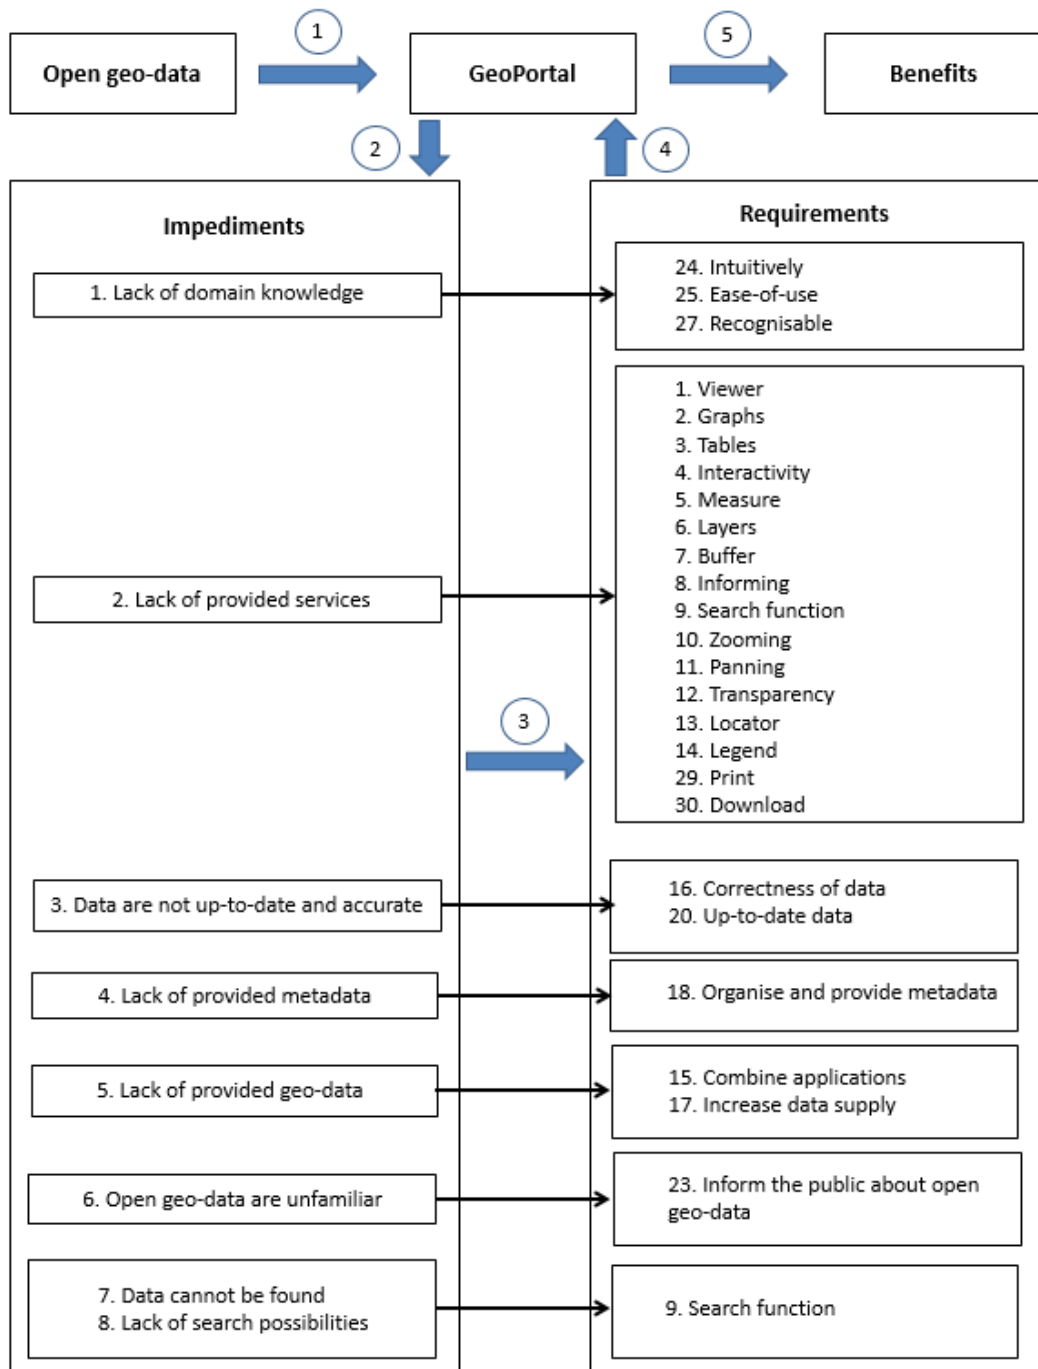 1
5
Open geo-data
GeoPortal
Benefits
2
4
Impediments
Requirements
1. Lack of domain knowledge
24. Intuitively
25. Ease-of-use
27. Recognisable
2. Lack of provided services
1. Viewer
2. Graphs
3. Tables
4. Interactivity
5. Measure
6. Layers
7. Buffer
8. Informing
9. Search function
10. Zooming
11. Panning
12. Transparency
13. Locator
14. Legend
29. Print
30. Download
3
3. Data are not up-to-date and accurate
16. Correctness of data
20. Up-to-date data
4. Lack of provided metadata
18. Organise and provide metadata
5. Lack of provided geo-data
15. Combine applications
17. Increase data supply
6. Open geo-data are unfamiliar
23. Inform the public about open
geo-data
7. Data cannot be found
8. Lack of search possibilities
9. Search function